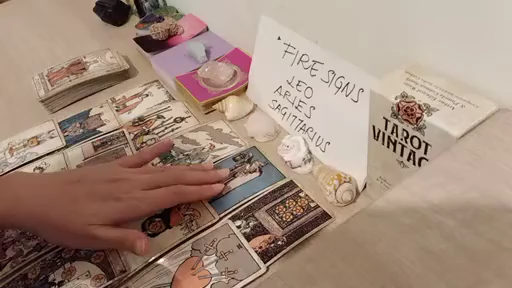 ▸FIRE SIGNS
LEO
ARIES
SAGITTARIUS
TAROT
VINTAG